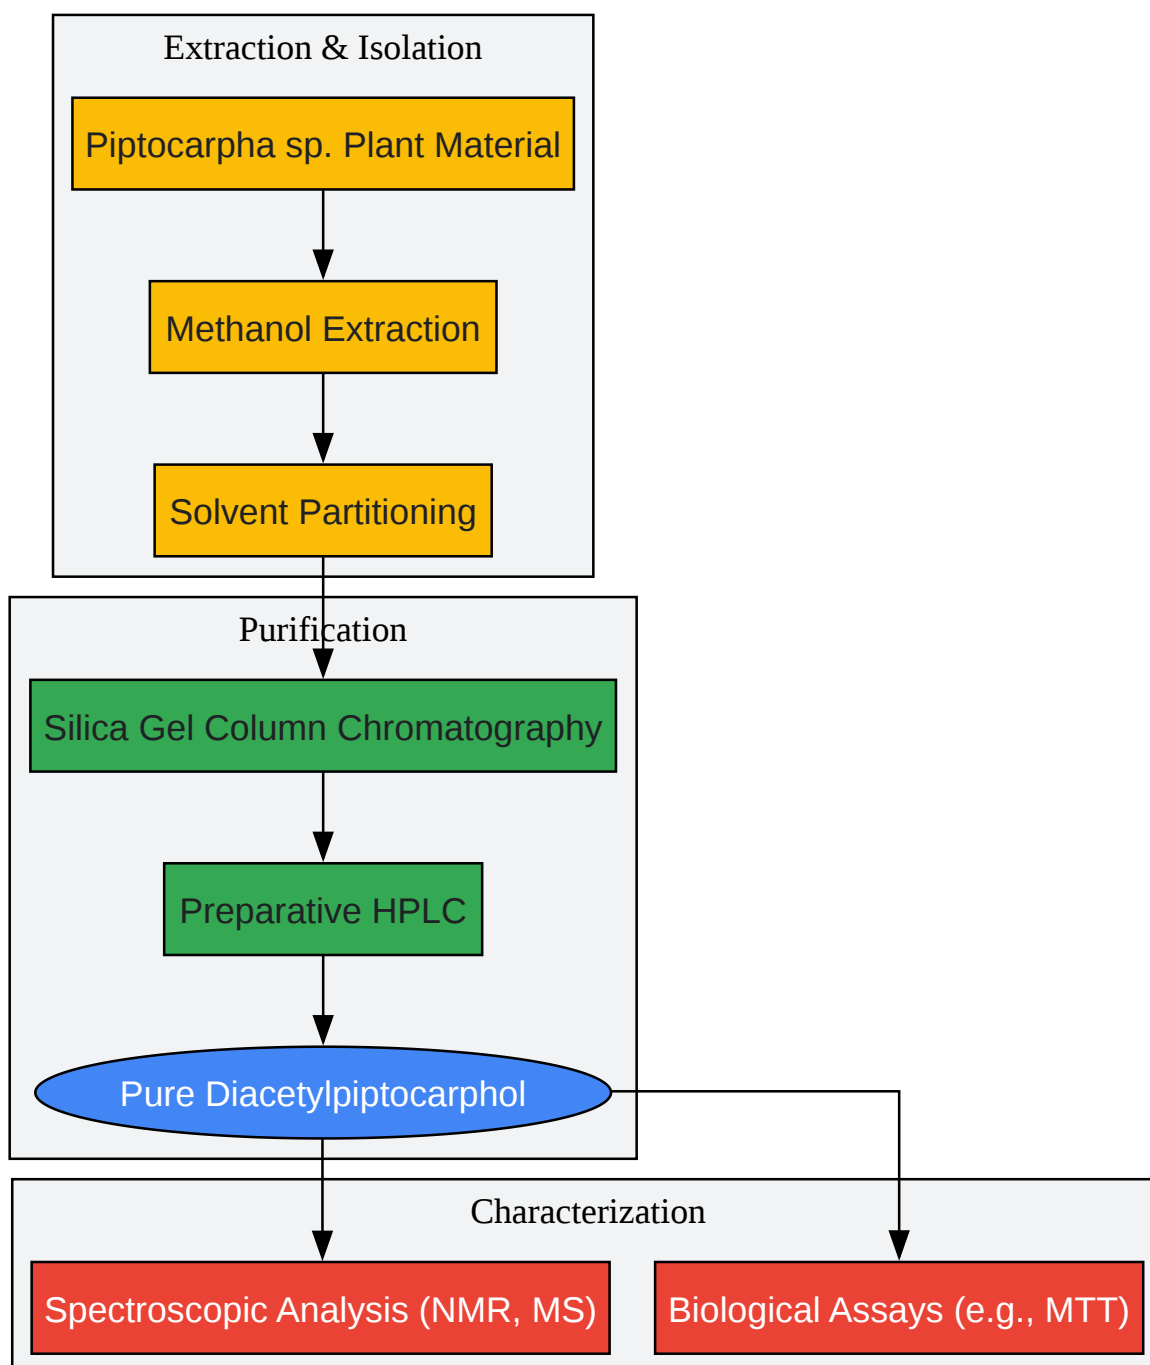 Extraction & Isolation
Piptocarpha sp. Plant Material
Methanol Extraction
Solvent Partitioning
Purification
Silica Gel Column Chromatography
Preparative HPLC
Pure Diacetylpiptocarphol
Characterization
Spectroscopic Analysis (NMR, MS)
Biological Assays (e.g., MTT)